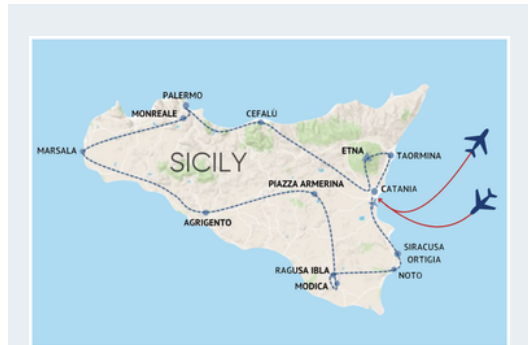 PALERMO
MONREALE
CEFALÙ
MARSALA
SICILY
ETNA
TAORMINA
PIAZZA ARMERINA
CATANIA
AGRIGENTO
SIRACUSA
ORTIGIA
RAGUSA IBLA
NOTO
MODICA